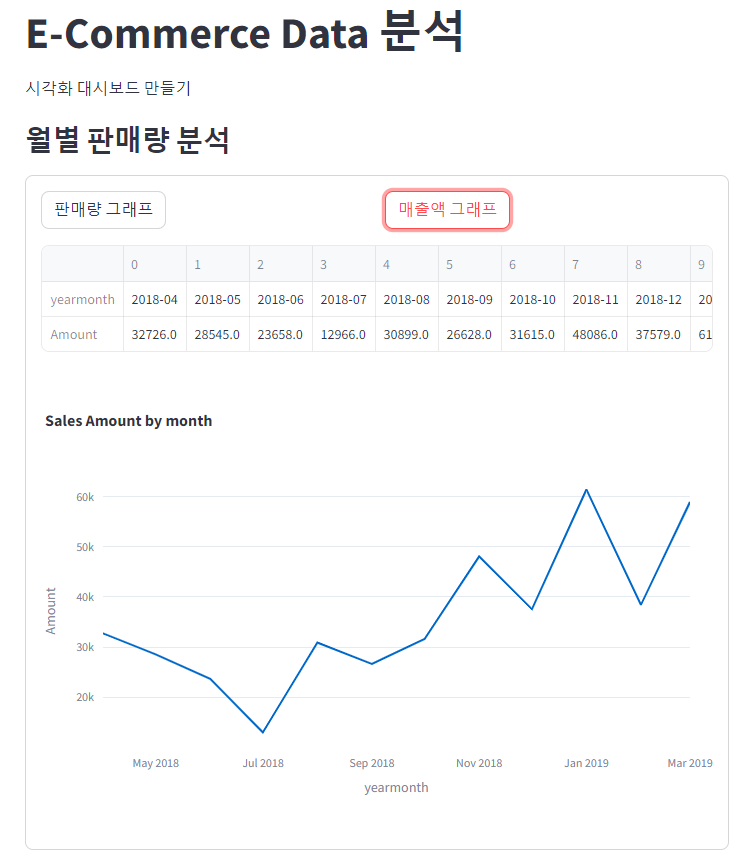 E-Commerce Data 분석
시각화 대시보드 만들기
월별 판매량 분석
판매량 그래프 매출액 그래프
0 1 2 3 4 5 6 7 8 9
yearmonth 2018-04 2018-05 2018-06 2018-07 2018-08 2018-09 2018-10 2018-11 2018-12 20
Amount 32726.0 28545.0 23658.0 12966.0 30899.0 26628.0 31615.0 48086.0 37579.0 61
Sales Amount by month
60k
50k
40k
30k
20k
Amount
May 2018 Jul 2018 Sep 2018 Nov 2018 Jan 2019 Mar 2019
yearmonth